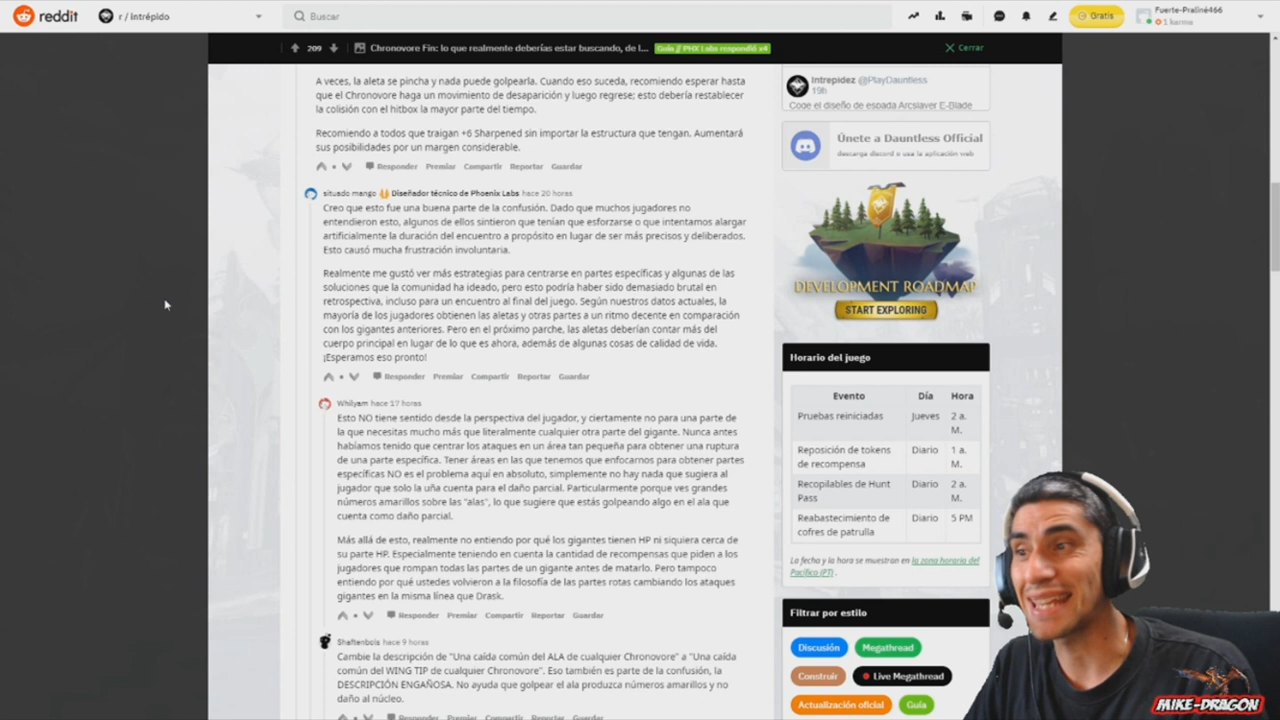 reddit
r / Intrépido
Buscar
Gratis
Fuerte-Praliné466
1 karma
209
Chronovore Fin: lo que realmente deberías estar buscando, de l...
Guía // PHX Labs respondió x4
Cerrar
A veces, la aleta se pincha y nada puede golpearla. Cuando eso suceda, recomiendo esperar hasta
que el Chronovore haga un movimiento de desaparición y luego regrese; esto debería restablecer
la colisión con el hitbox la mayor parte del tiempo.
Recomiendo a todos que traigan +6 Sharpened sin importar la estructura que tengan. Aumentará
sus posibilidades por un margen considerable.
Responder Premiar Compartir Reportar Guardar
situado mango Diseñador técnico de Phoenix Labs hace 20 horas
Creo que esto fue una buena parte de la confusión. Dado que muchos jugadores no
entendieron esto, algunos de ellos sintieron que tenían que esforzarse o que intentamos alargar
artificialmente la duración del encuentro a propósito en lugar de ser más precisos y deliberados.
Esto causó mucha frustración involuntaria.
Realmente me gustó ver más estrategias para centrarse en partes específicas y algunas de las
soluciones que la comunidad ha ideado, pero esto podría haber sido demasiado brutal en
retrospectiva, incluso para un encuentro al final del juego. Según nuestros datos actuales, la
mayoría de los jugadores obtienen las aletas y otras partes a un ritmo decente en comparación
con los gigantes anteriores. Pero en el próximo parche, las aletas deberían contar más del
cuerpo principal en lugar de lo que es ahora, además de algunas cosas de calidad de vida.
¡Esperamos eso pronto!
Responder Premiar Compartir Reportar Guardar
Whilyam hace 17 horas
Esto NO tiene sentido desde la perspectiva del jugador, y ciertamente no para una parte de
la que necesitas mucho más que literalmente cualquier otra parte del gigante. Nunca antes
habíamos tenido que centrar los ataques en un área tan pequeña para obtener una ruptura
de una parte específica. Tener áreas en las que tenemos que enfocarnos para obtener partes
específicas NO es el problema aquí en absoluto, simplemente no hay nada que sugiera al
jugador que solo la uña cuenta para el daño parcial. Particularmente porque ves grandes
números amarillos sobre las "alas", lo que sugiere que estás golpeando algo en el ala que
cuenta como daño parcial.
Más allá de esto, realmente no entiendo por qué los gigantes tienen HP ni siquiera cerca de
su parte HP. Especialmente teniendo en cuenta la cantidad de recompensas que piden a los
jugadores que rompan todas las partes de un gigante antes de matarlo. Pero tampoco
entiendo por qué ustedes volvieron a la filosofía de las partes rotas cambiando los ataques
gigantes en la misma línea que Drask.
Responder Premiar Compartir Reportar Guardar
Shaftenbola hace 9 horas
Cambie la descripción de "Una caída común del ALA de cualquier Chronovore" a "Una caída
común del WING TIP de cualquier Chronovore". Eso también es parte de la confusión, la
DESCRIPCIÓN ENGAÑOSA. No ayuda que golpear el ala produzca números amarillos y no
daño al núcleo.
Responder Premiar Compartir Reportar Guardar
Intrepidez @PlayDauntless
19h
Coge el diseño de espada Arcslayer E-Blade
Únete a Dauntless Official
descarga discord o usa la aplicación web
DEVELOPMENT ROADMAP
START EXPLORING
Horario del juego
Evento Día Hora
Pruebas reiniciadas Jueves 2 a.
M.
Reposición de tokens Diario 1 a.
de recompensa M.
Recopilables de Hunt Diario 2 a.
Pass M.
Reabastecimiento de Diario 5 PM
cofres de patrulla
La fecha y la hora se muestran en la zona horaria del
Pacífico (PT) .
Filtrar por estilo
Discusión Megathread
Construir Live Megathread
Actualización oficial Guía
MIKE-DRAGON